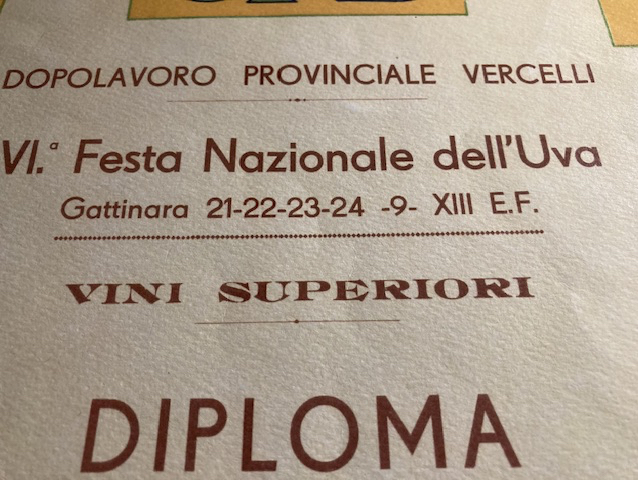 DOPOLAVORO PROVINCIALE VERCELLI
VI.ª Festa Nazionale dell'Uva
Gattinara 21-22-23-24 -9- XIII E.F.
VINI SUPERIORI
DIPLOMA